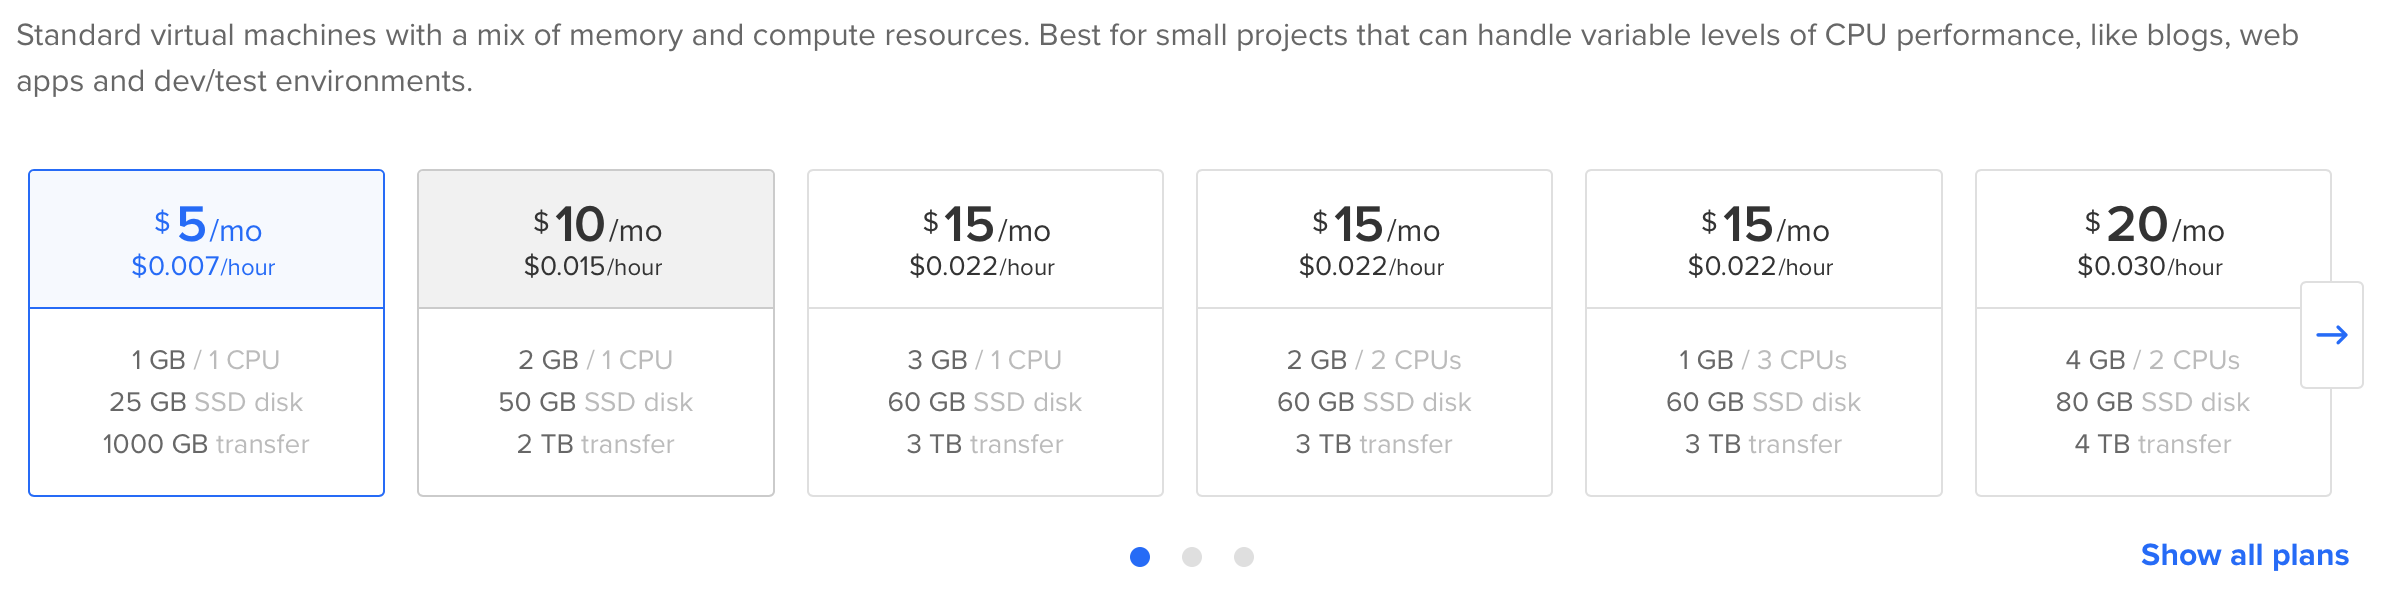 Standard virtual machines with a mix of memory and compute resources. Best for small projects that can handle variable levels of CPU performance, like blogs, web
apps and dev/test environments.
$5/mo
$0.007/hour
1 GB / 1 CPU
25 GB SSD disk
1000 GB transfer
$10/mo
$0.015/hour
2 GB / 1 CPU
50 GB SSD disk
2 TB transfer
$15/mo
$0.022/hour
3 GB / 1 CPU
60 GB SSD disk
3 TB transfer
$15/mo
$0.022/hour
2 GB / 2 CPUs
60 GB SSD disk
3 TB transfer
$15/mo
$0.022/hour
1 GB / 3 CPUs
60 GB SSD disk
3 TB transfer
$20/mo
$0.030/hour
4 GB / 2 CPUs
80 GB SSD disk
4 TB transfer
Show all plans